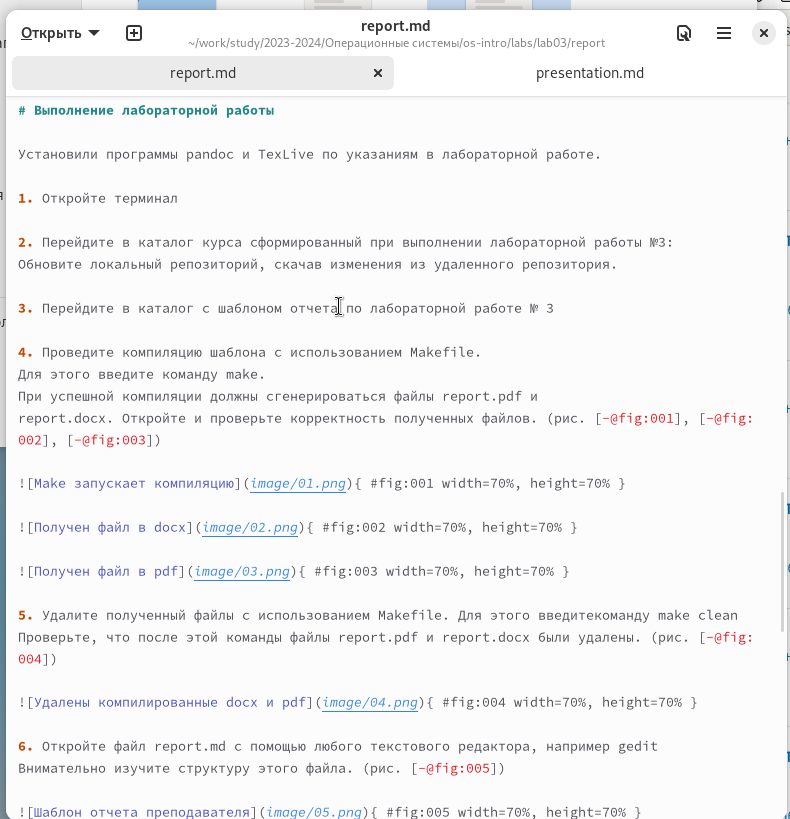 Открыть
report.md
~/work/study/2023-2024/Операционные системы/os-intro/labs/lab03/report
report.md
presentation.md
# Выполнение лабораторной работы
Установили программы pandoc и TexLive по указаниям в лабораторной работе.
1. Откройте терминал
2. Перейдите в каталог курса сформированный при выполнении лабораторной работы №3:
Обновите локальный репозиторий, скачав изменения из удаленного репозитория.
3. Перейдите в каталог с шаблоном отчета по лабораторной работе № 3
4. Проведите компиляцию шаблона с использованием Makefile.
Для этого введите команду make.
При успешной компиляции должны сгенерироваться файлы report.pdf и
report.docx. Откройте и проверьте корректность полученных файлов. (рис. [-@fig:001], [-@fig:
002], [-@fig:003])
![Make запускает компиляцию](image/01.png){ #fig:001 width=70%, height=70% }
![Получен файл в docx](image/02.png){ #fig:002 width=70%, height=70% }
![Получен файл в pdf](image/03.png){ #fig:003 width=70%, height=70% }
5. Удалите полученный файлы с использованием Makefile. Для этого введитекоманду make clean
Проверьте, что после этой команды файлы report.pdf и report.docx были удалены. (рис. [-@fig:
004])
![Удалены компилированные docx и pdf](image/04.png){ #fig:004 width=70%, height=70% }
6. Откройте файл report.md с помощью любого текстового редактора, например gedit
Внимательно изучите структуру этого файла. (рис. [-@fig:005])
![Шаблон отчета преподавателя](image/05.png){ #fig:005 width=70%, height=70% }